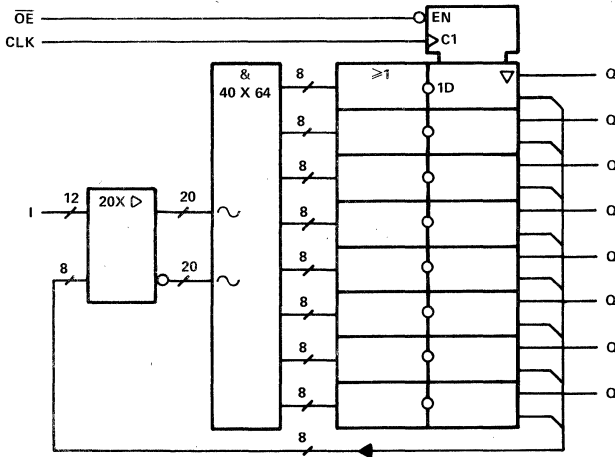 OE EN
CLK C1
& 8 ≥1 1D ▽ Q
40 X 64
8 Q
8 Q
12 20X ▷ 20 8 Q
I
8 20 8 Q
8 Q
8 Q
8 Q
8